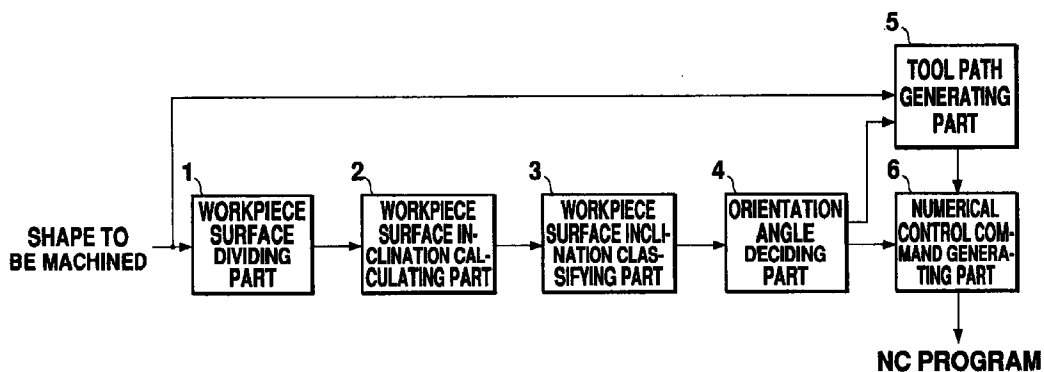 5
TOOL PATH
GENERATING
PART
1
WORKPIECE
SURFACE
DIVIDING
PART
2
WORKPIECE
SURFACE IN-
CLINATION CAL-
CULATING PART
3
WORKPIECE
SURFACE INCLI-
NATION CLAS-
SIFYING PART
4
ORIENTATION
ANGLE
DECIDING
PART
6
NUMERICAL
CONTROL COM-
MAND GENERA-
TING PART
SHAPE TO
BE MACHINED
NC PROGRAM